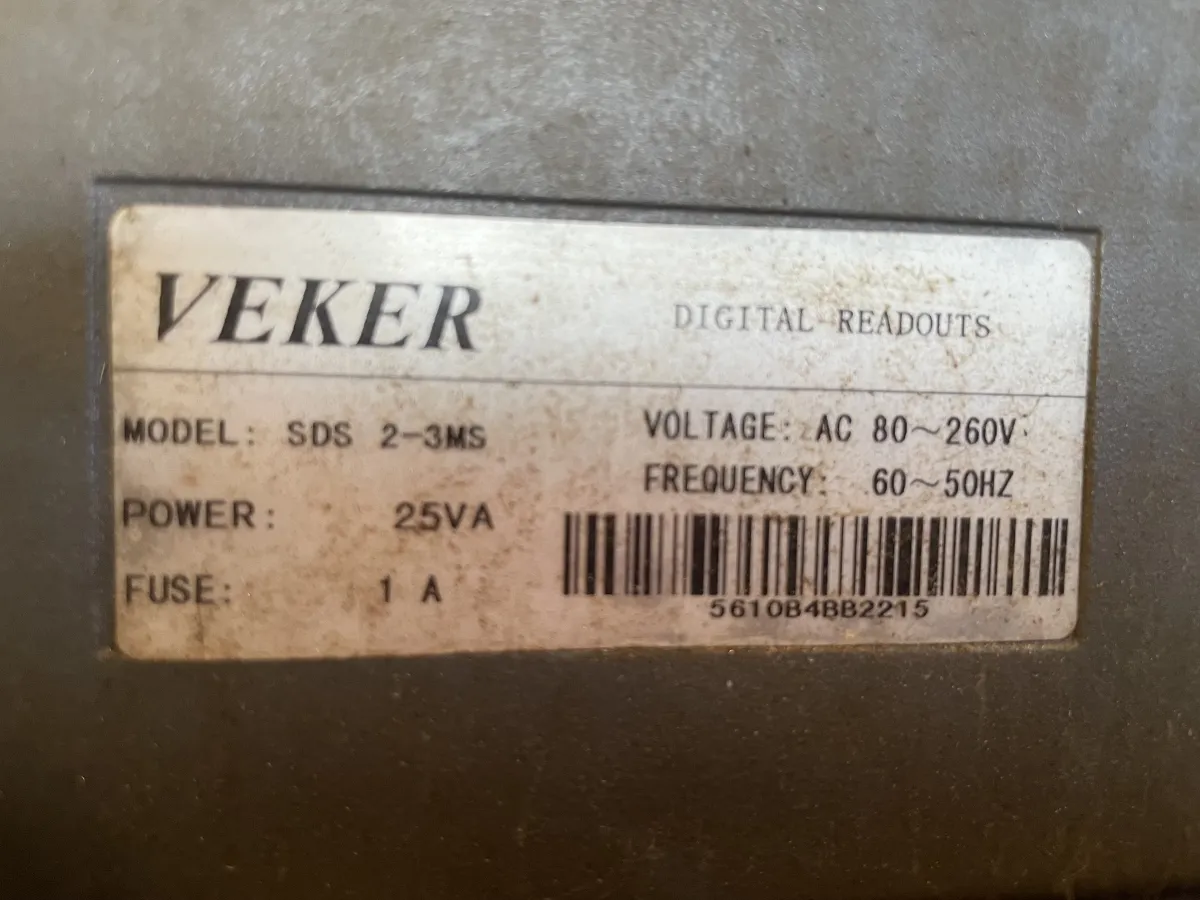 VEKER
DIGITAL READOUTS
MODEL: SDS 2-3MS
VOLTAGE: AC 80~260V
FREQUENCY: 60~50HZ
POWER: 25VA
FUSE: 1 A
5610B4BB2215